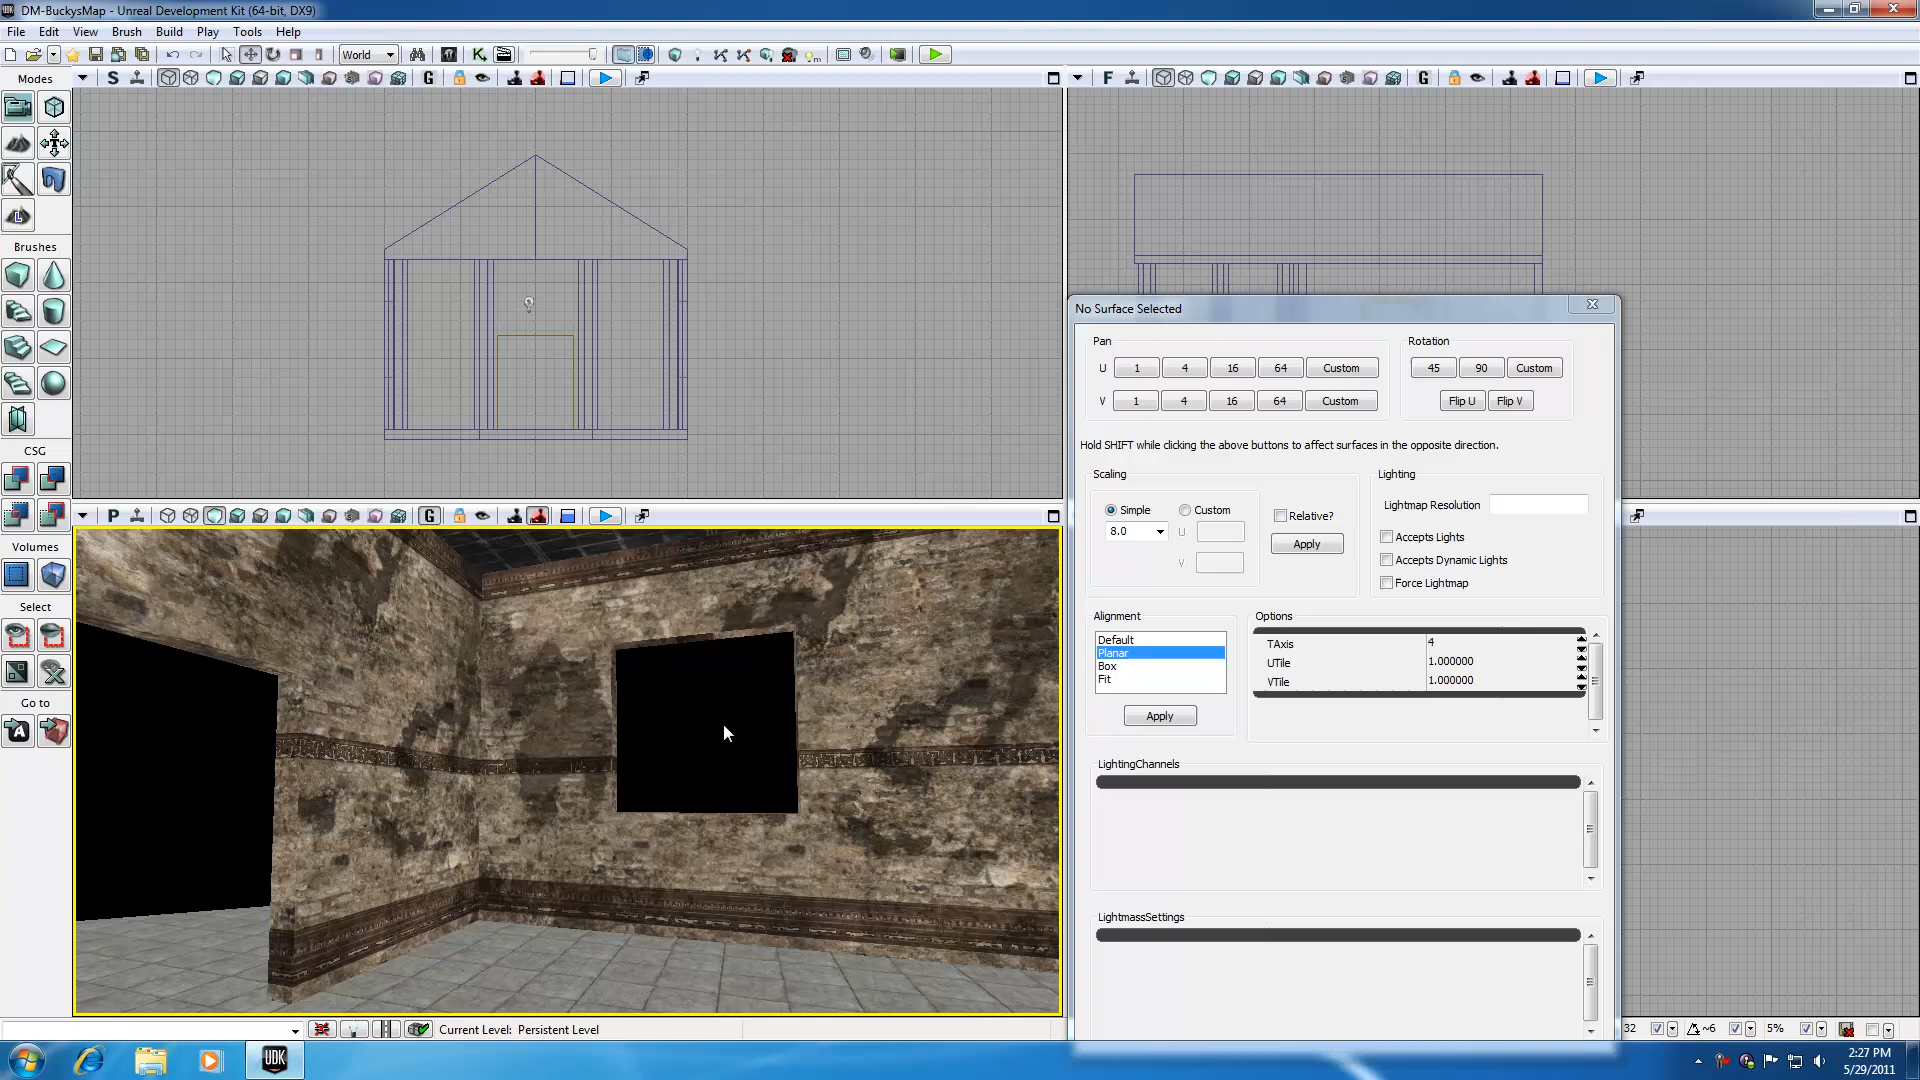 DM-BuckysMap - Unreal Development Kit (64-bit, DX9)
File Edit View Brush Build Play Tools Help
World
Modes
S
G
F
G
Brushes
CSG
Volumes
Select
Go to
P
G
No Surface Selected
Pan
Rotation
U 1 4 16 64 Custom
45 90 Custom
V 1 4 16 64 Custom
Flip U Flip V
Hold SHIFT while clicking the above buttons to affect surfaces in the opposite direction.
Scaling
Lighting
Simple
Custom
Relative?
Lightmap Resolution
8.0
U
Apply
Accepts Lights
V
Accepts Dynamic Lights
Force Lightmap
Alignment
Options
Default
Planar
Box
Fit
TAxis 4
UTile 1.000000
VTile 1.000000
Apply
LightingChannels
LightmassSettings
Current Level: Persistent Level
32
~6
5%
UDK
2:27 PM
5/29/2011